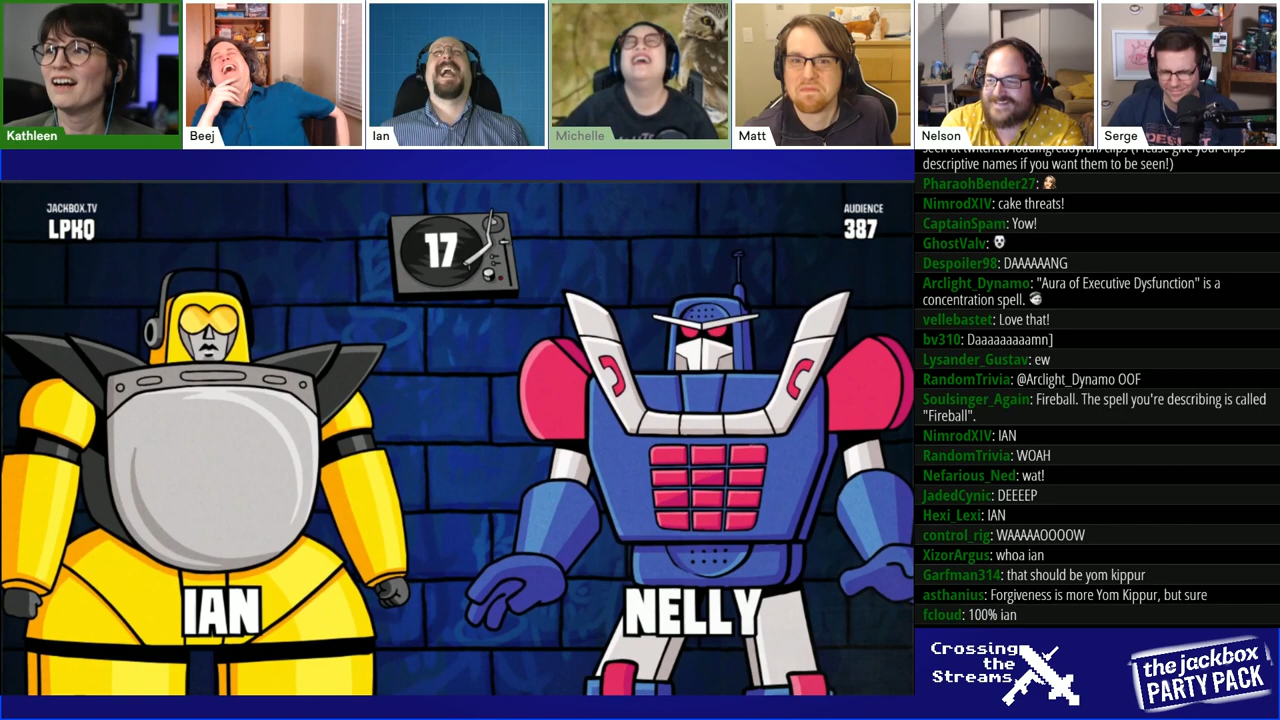 Kathleen
Beej
Ian
Michelle
Matt
Nelson
Serge
JACKBOX.TV
LPKQ
17
AUDIENCE
387
IAN
NELLY
descriptive names if you want them to be seen!)
PharaohBender27:
NimrodXIV: cake threats!
CaptainSpam: Yow!
GhostValv:
Despoiler98: DAAAAAANG
Arclight_Dynamo: "Aura of Executive Dysfunction" is a
concentration spell.
vellebastet: Love that!
bv310: Daaaaaaaaamn]
Lysander_Gustav: ew
RandomTrivia: @Arclight_Dynamo OOF
Soulsinger_Again: Fireball. The spell you're describing is called
"Fireball".
NimrodXIV: IAN
RandomTrivia: WOAH
Nefarious_Ned: wat!
JadedCynic: DEEEEP
Hexi_Lexi: IAN
control_rig: WAAAAAOOOOW
XizorArgus: whoa ian
Garfman314: that should be yom kippur
asthanius: Forgiveness is more Yom Kippur, but sure
fcloud: 100% ian
Crossing
the
Streams
the jackbox
PARTY PACK